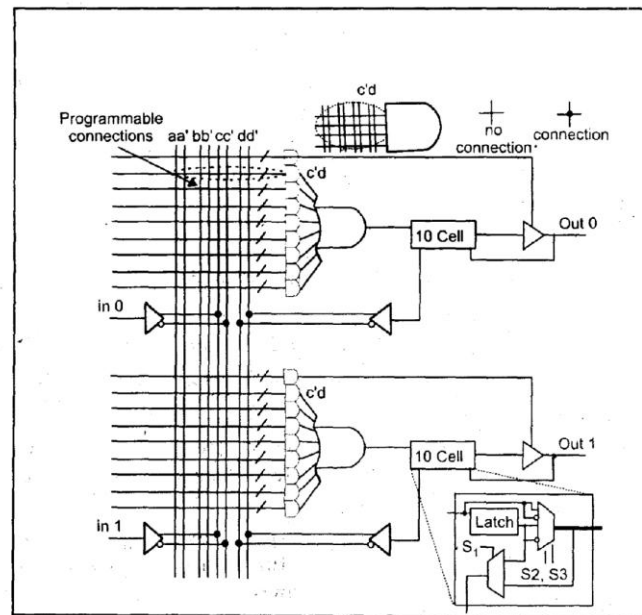 c'd
Programmable
connections
aa' bb' cc' dd'
no
connection
connection
c'd
10 Cell
Out 0
in 0
c'd
10 Cell
Out 1
in 1
Latch
S1
S2, S3